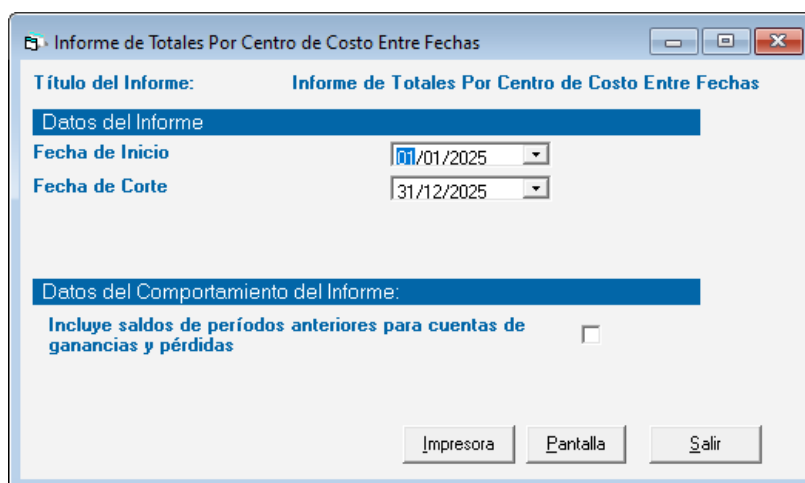 Informe de Totales Por Centro de Costo Entre Fechas
Título del Informe: Informe de Totales Por Centro de Costo Entre Fechas
Datos del Informe
Fecha de Inicio 01/01/2025
Fecha de Corte 31/12/2025
Datos del Comportamiento del Informe:
Incluye saldos de períodos anteriores para cuentas de
ganancias y pérdidas
Impresora Pantalla Salir